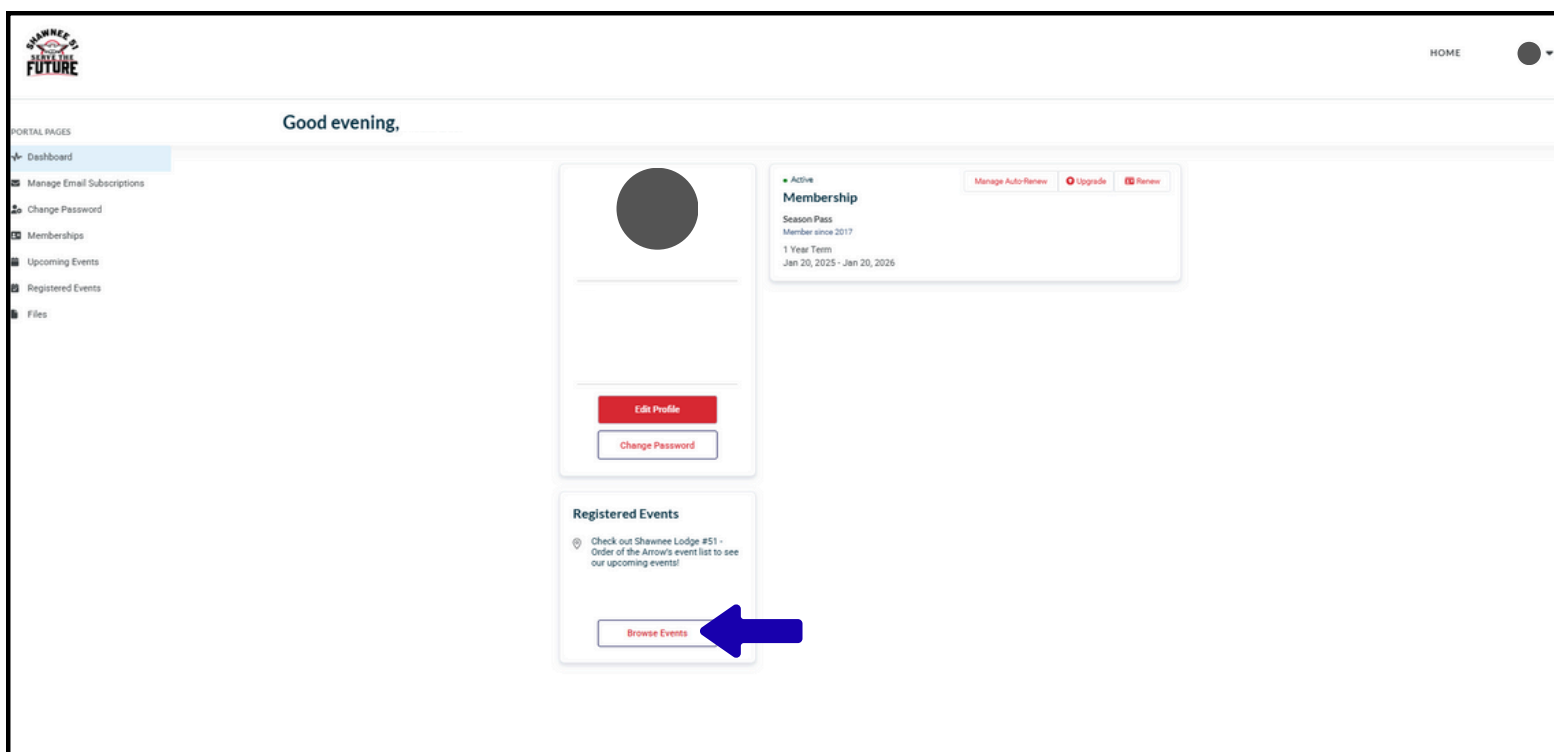 SHAWNEE 51
SERVE THE
FUTURE
HOME
Good evening,
PORTAL PAGES
Dashboard
Manage Email Subscriptions
Change Password
Memberships
Upcoming Events
Registered Events
Files
Edit Profile
Change Password
Active
Manage Auto-Renew
Upgrade
Renew
Membership
Season Pass
Member since 2017
1 Year Term
Jan 20, 2025 - Jan 20, 2026
Registered Events
Check out Shawnee Lodge #51 -
Order of the Arrow's event list to see
our upcoming events!
Browse Events